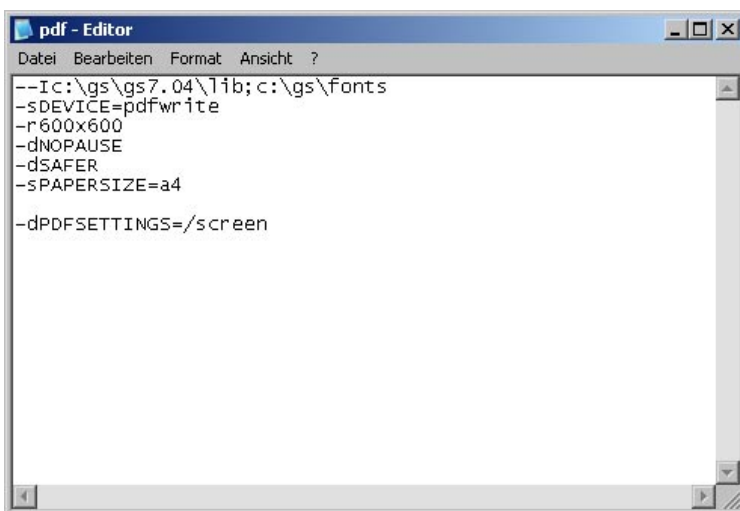 pdf - Editor
Datei Bearbeiten Format Ansicht ?
--Ic:\gs\gs7.04\lib;c:\gs\fonts
-sDEVICE=pdfwrite
-r600x600
-dNOPAUSE
-dSAFER
-sPAPERSIZE=a4
-dPDFSETTINGS=/screen